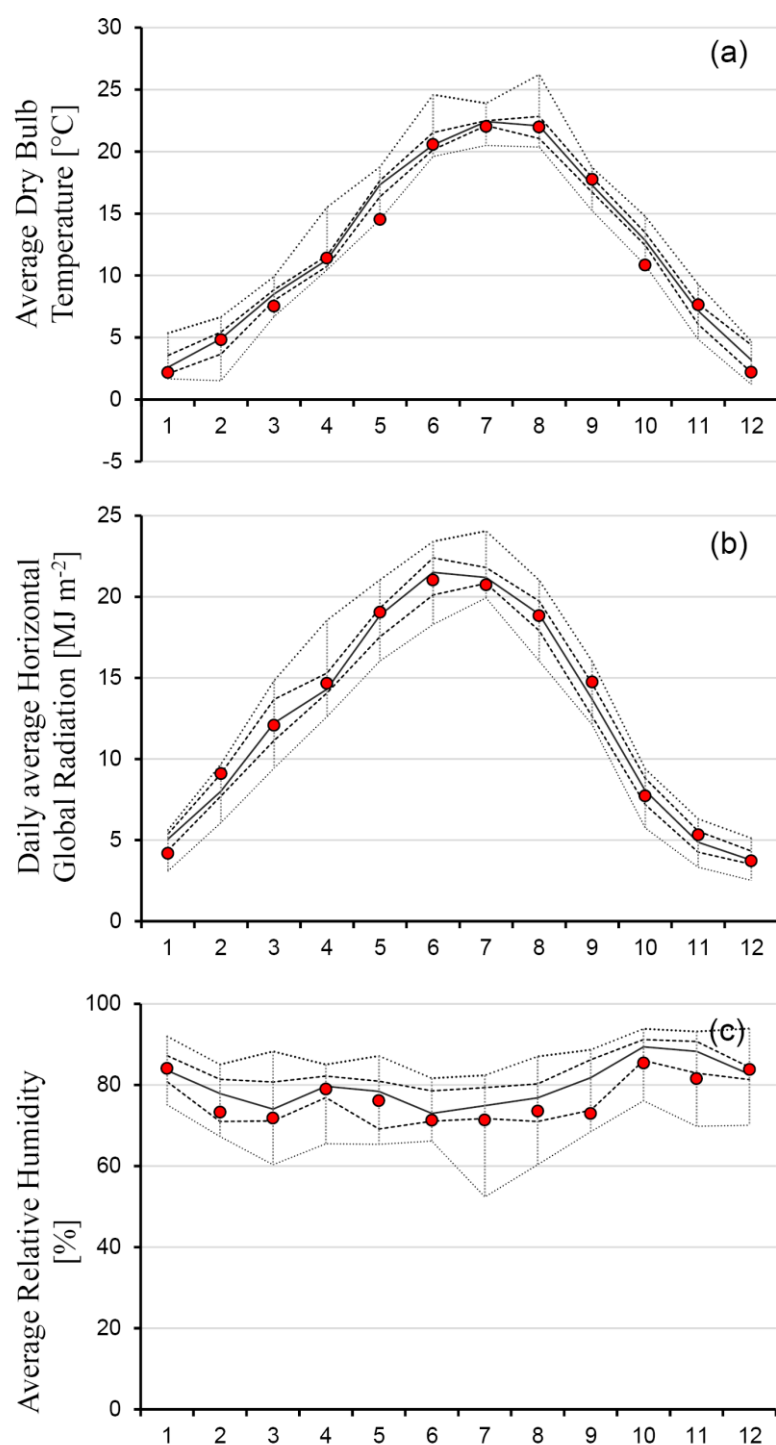 (a)
Average Dry Bulb
Temperature [°C]
30
25
20
15
10
5
0
-5
1 2 3 4 5 6 7 8 9 10 11 12
(b)
Daily average Horizontal
Global Radiation [MJ m-2]
25
20
15
10
5
0
1 2 3 4 5 6 7 8 9 10 11 12
(c)
Average Relative Humidity
[%]
100
80
60
40
20
0
1 2 3 4 5 6 7 8 9 10 11 12